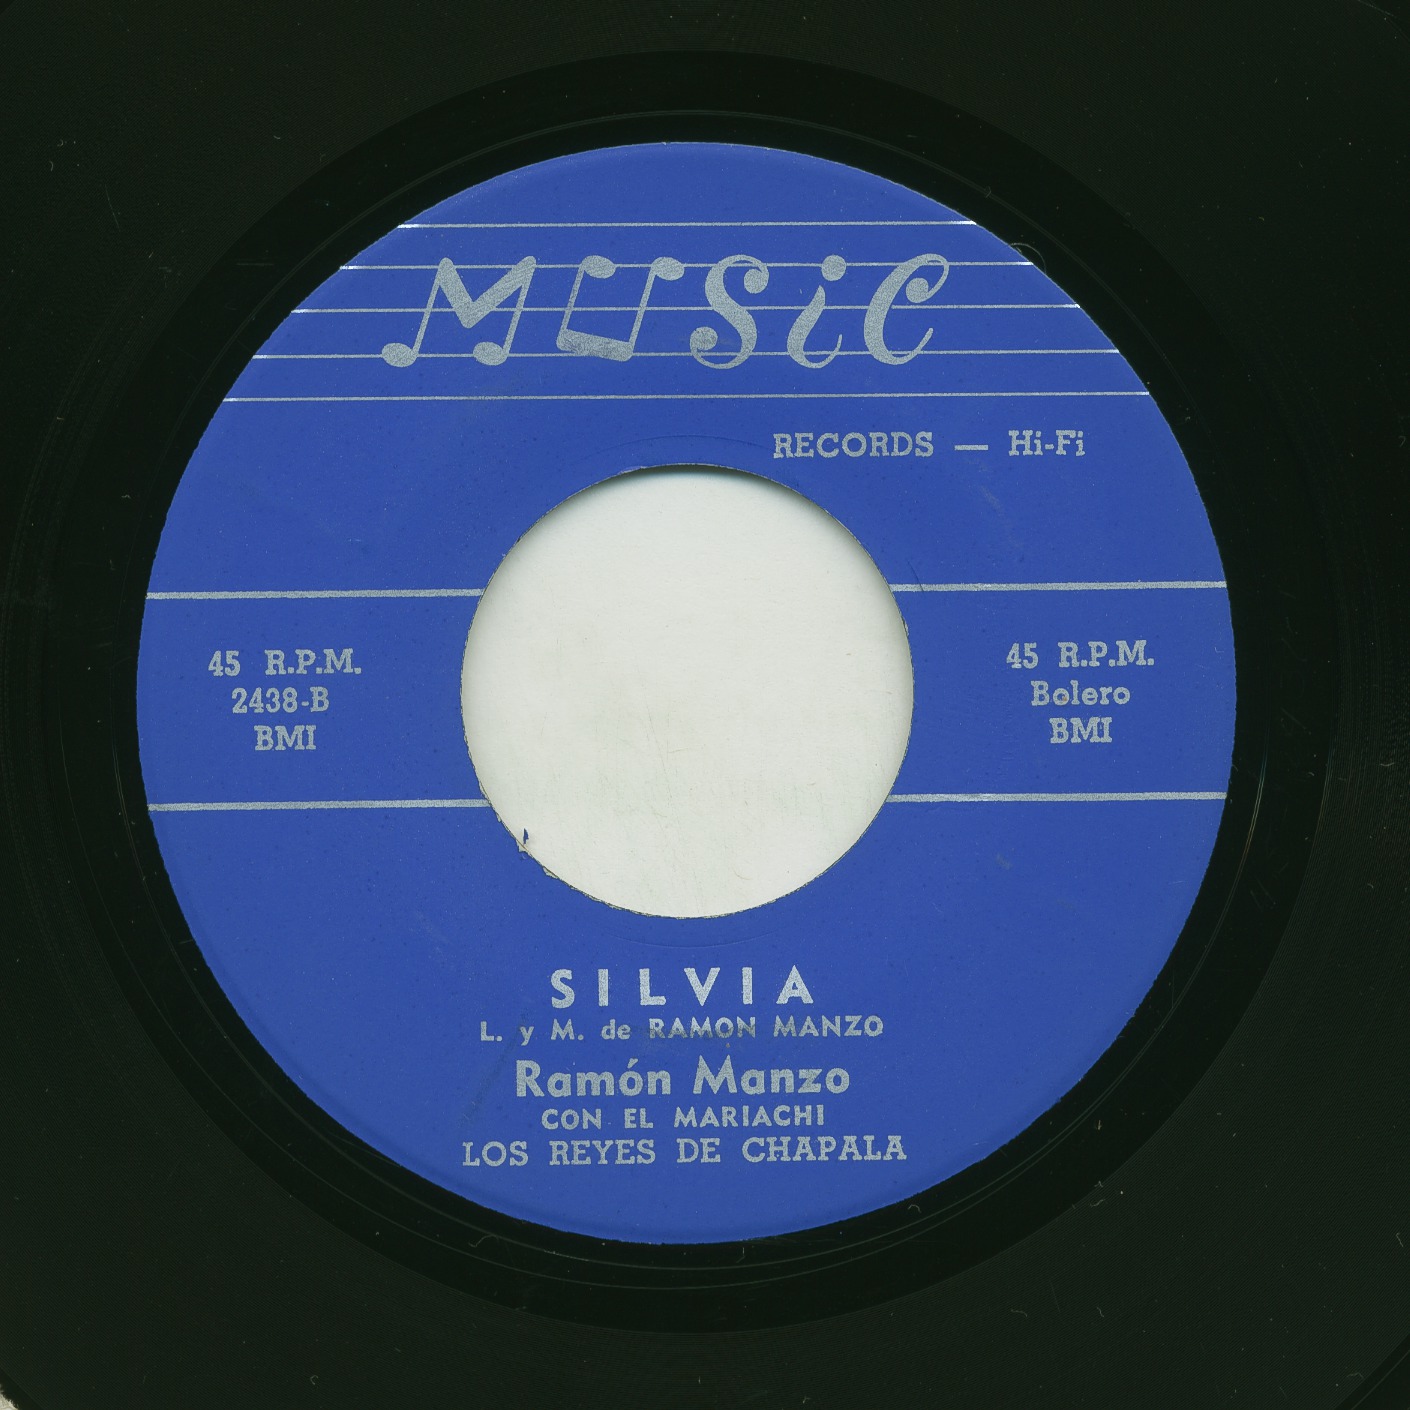 MUSiC
RECORDS — Hi-Fi
45 R.P.M.
2438-B
BMI
45 R.P.M.
Bolero
BMI
SILVIA
L. y M. de RAMON MANZO
Ramón Manzo
CON EL MARIACHI
LOS REYES DE CHAPALA